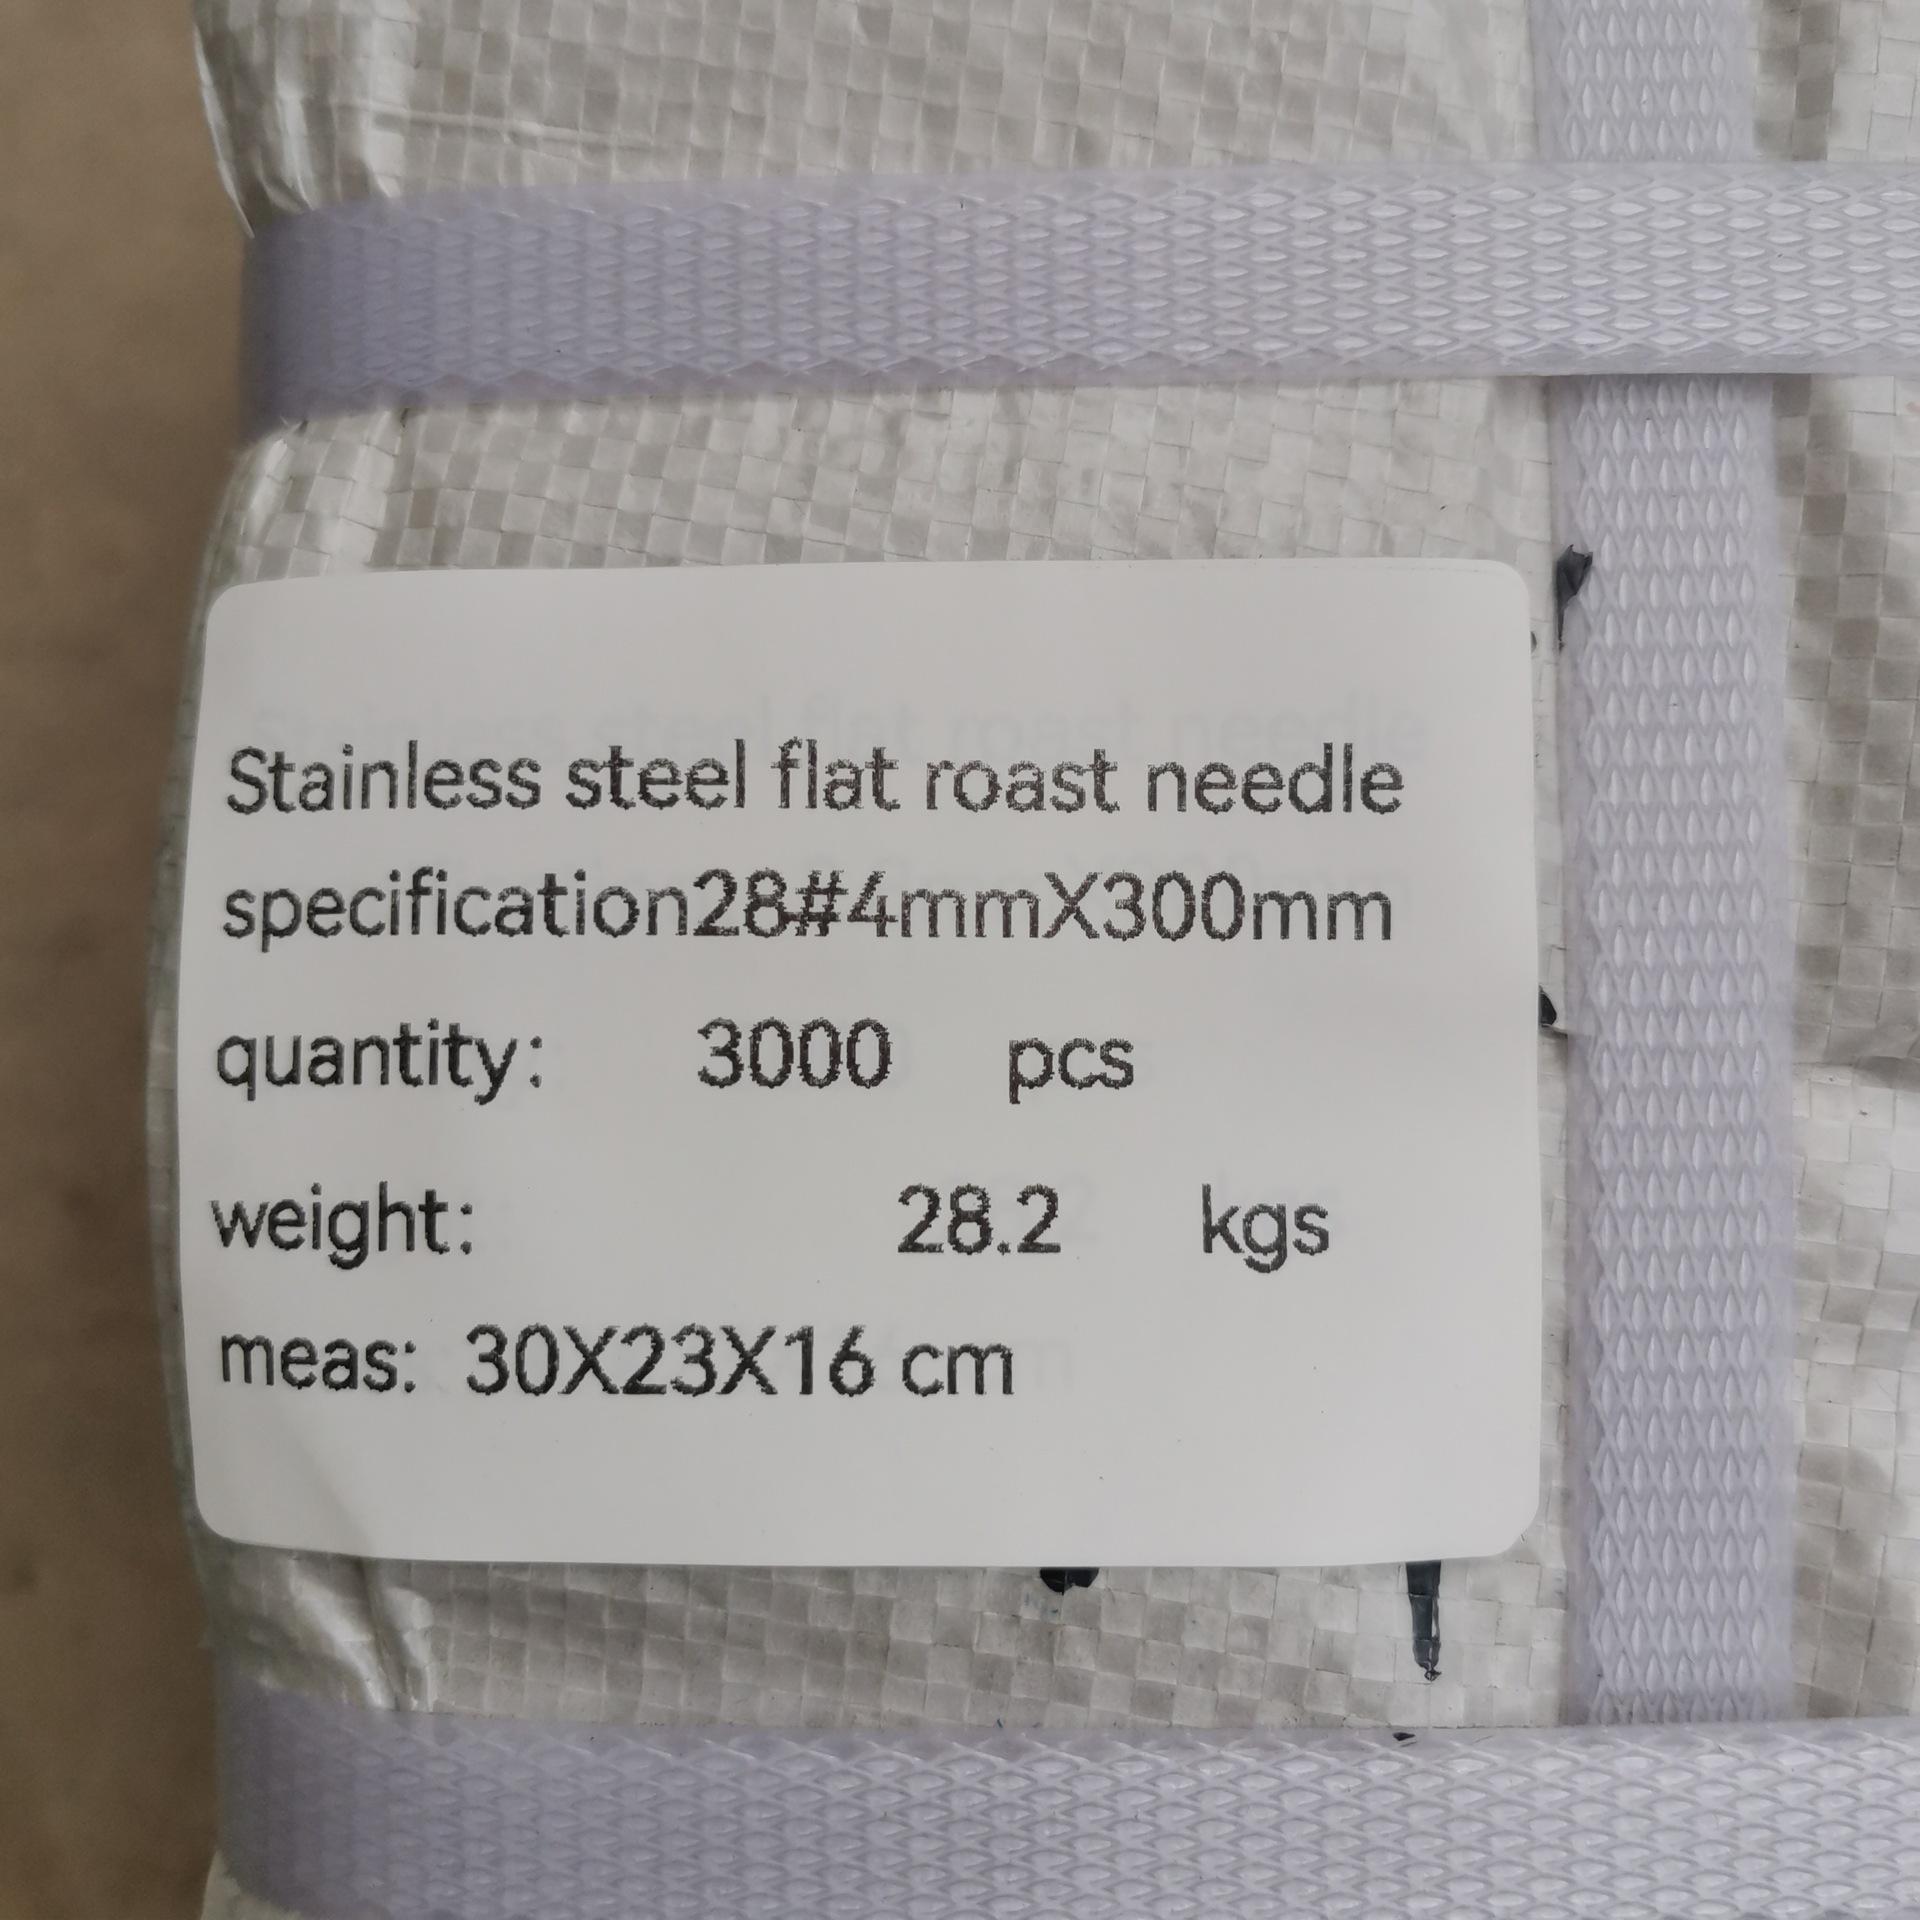 Stainless steel flat roast needle
specification28#4mmX300mm
quantity: 3000 pcs
weight: 28.2 kgs
meas: 30X23X16 cm